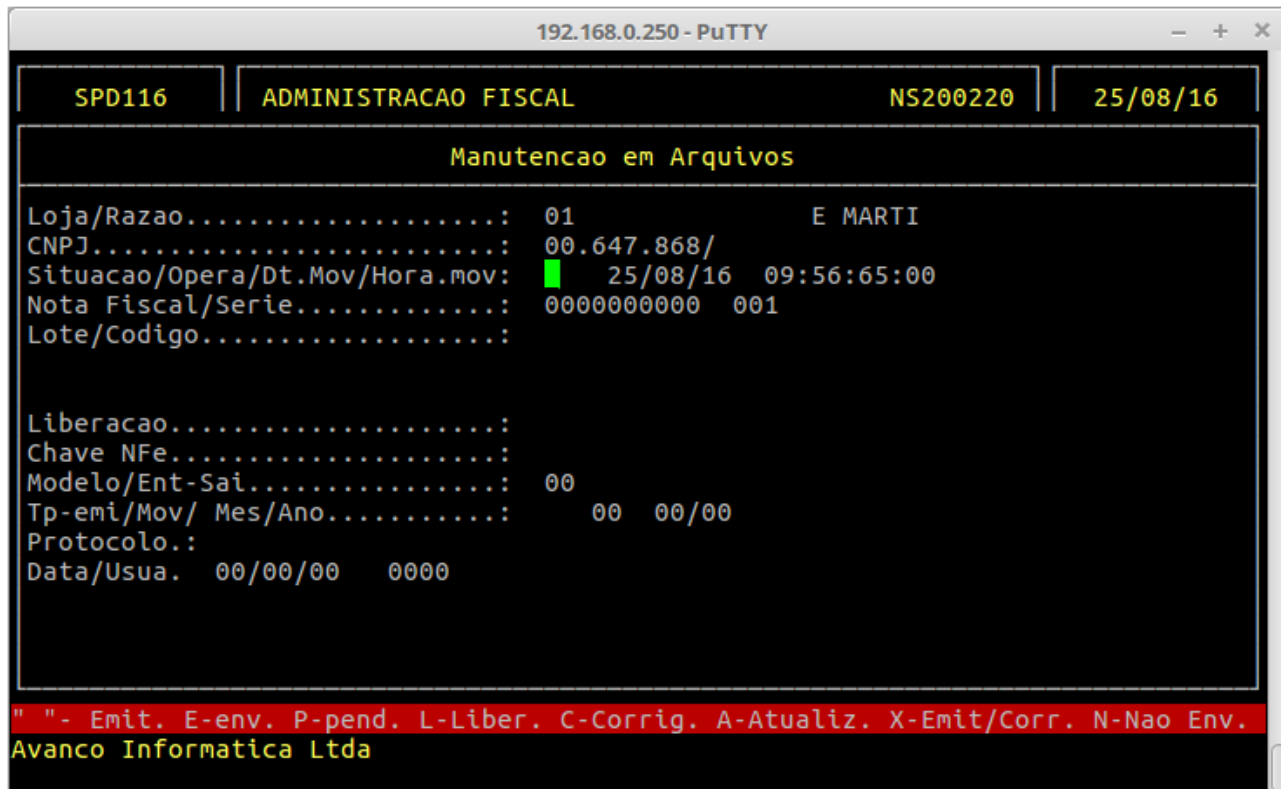 192.168.0.250 - PuTTY
SPD116 ADMINISTRACAO FISCAL NS200220 25/08/16
Manutencao em Arquivos
Loja/Razao...................: 01 E MARTI
CNPJ..........................: 00.647.868/
Situacao/Opera/Dt.Mov/Hora.mov: 25/08/16 09:56:65:00
Nota Fiscal/Serie.............: 0000000000 001
Lote/Codigo...................:
Liberacao.....................:
Chave NFe.....................:
Modelo/Ent-Sai................: 00
Tp-emi/Mov/ Mes/Ano...........: 00 00/00
Protocolo.:
Data/Usua. 00/00/00 0000
" "- Emit. E-env. P-pend. L-Liber. C-Corrig. A-Atualiz. X-Emit/Corr. N-Nao Env.
Avanco Informatica Ltda